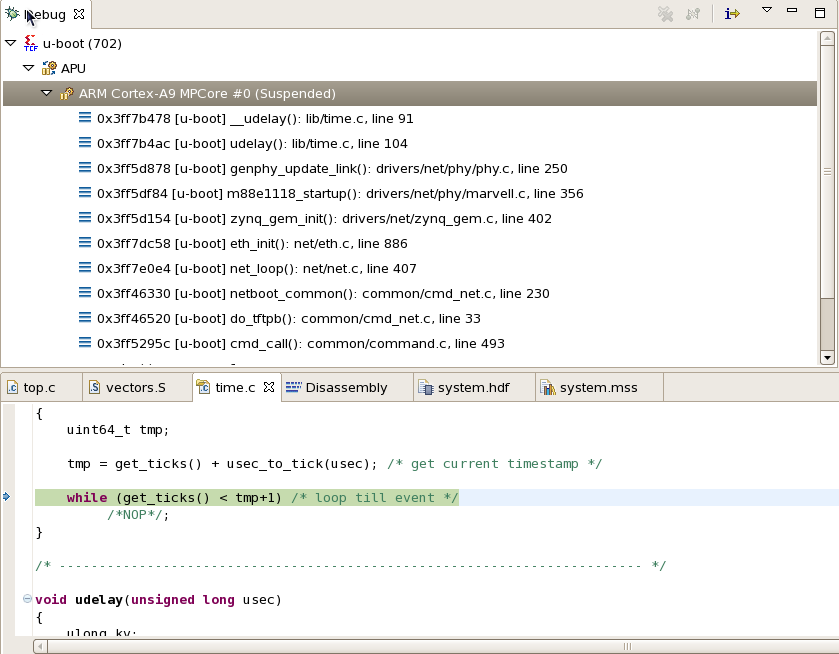 Debug
u-boot (702)
APU
ARM Cortex-A9 MPCore #0 (Suspended)
0x3ff7b478 [u-boot] __udelay(): lib/time.c, line 91
0x3ff7b4ac [u-boot] udelay(): lib/time.c, line 104
0x3ff5d878 [u-boot] genphy_update_link(): drivers/net/phy/phy.c, line 250
0x3ff5df84 [u-boot] m88e1118_startup(): drivers/net/phy/marvell.c, line 356
0x3ff5d154 [u-boot] zynq_gem_init(): drivers/net/zynq_gem.c, line 402
0x3ff7dc58 [u-boot] eth_init(): net/eth.c, line 886
0x3ff7e0e4 [u-boot] net_loop(): net/net.c, line 407
0x3ff46330 [u-boot] netboot_common(): common/cmd_net.c, line 230
0x3ff46520 [u-boot] do_tftpb(): common/cmd_net.c, line 33
0x3ff5295c [u-boot] cmd_call(): common/command.c, line 493
top.c vectors.S time.c Disassembly system.hdf system.mss
{
uint64_t tmp;
tmp = get_ticks() + usec_to_tick(usec); /* get current timestamp */
while (get_ticks() < tmp+1) /* loop till event */
/*NOP*/;
}
/* ------------------------------------------------------------------------- */
void udelay(unsigned long usec)
{
ulong kv;